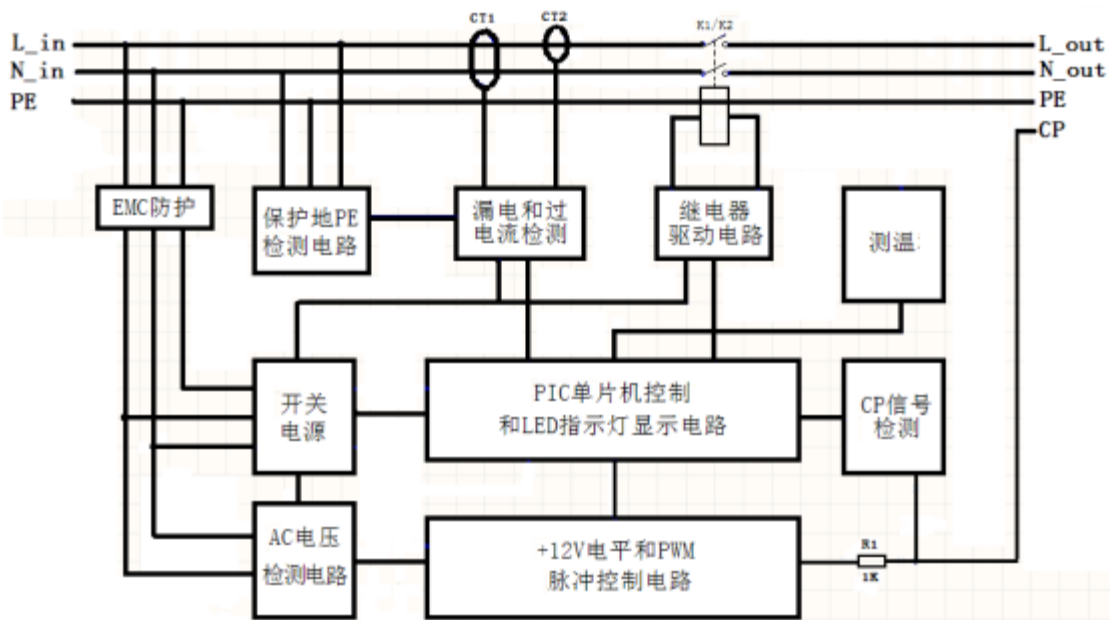 CT1
CT2
K1/K2
L_in
L_out
N_in
N_out
PE
PE
CP
EMC防护
保护地PE
检测电路
漏电和过
电流检测
继电器
驱动电路
测温
开关
电源
PIC单片机控制
和LED指示灯显示电路
CP信号
检测
AC电压
检测电路
+12V电平和PWM
脉冲控制电路
R1
1K